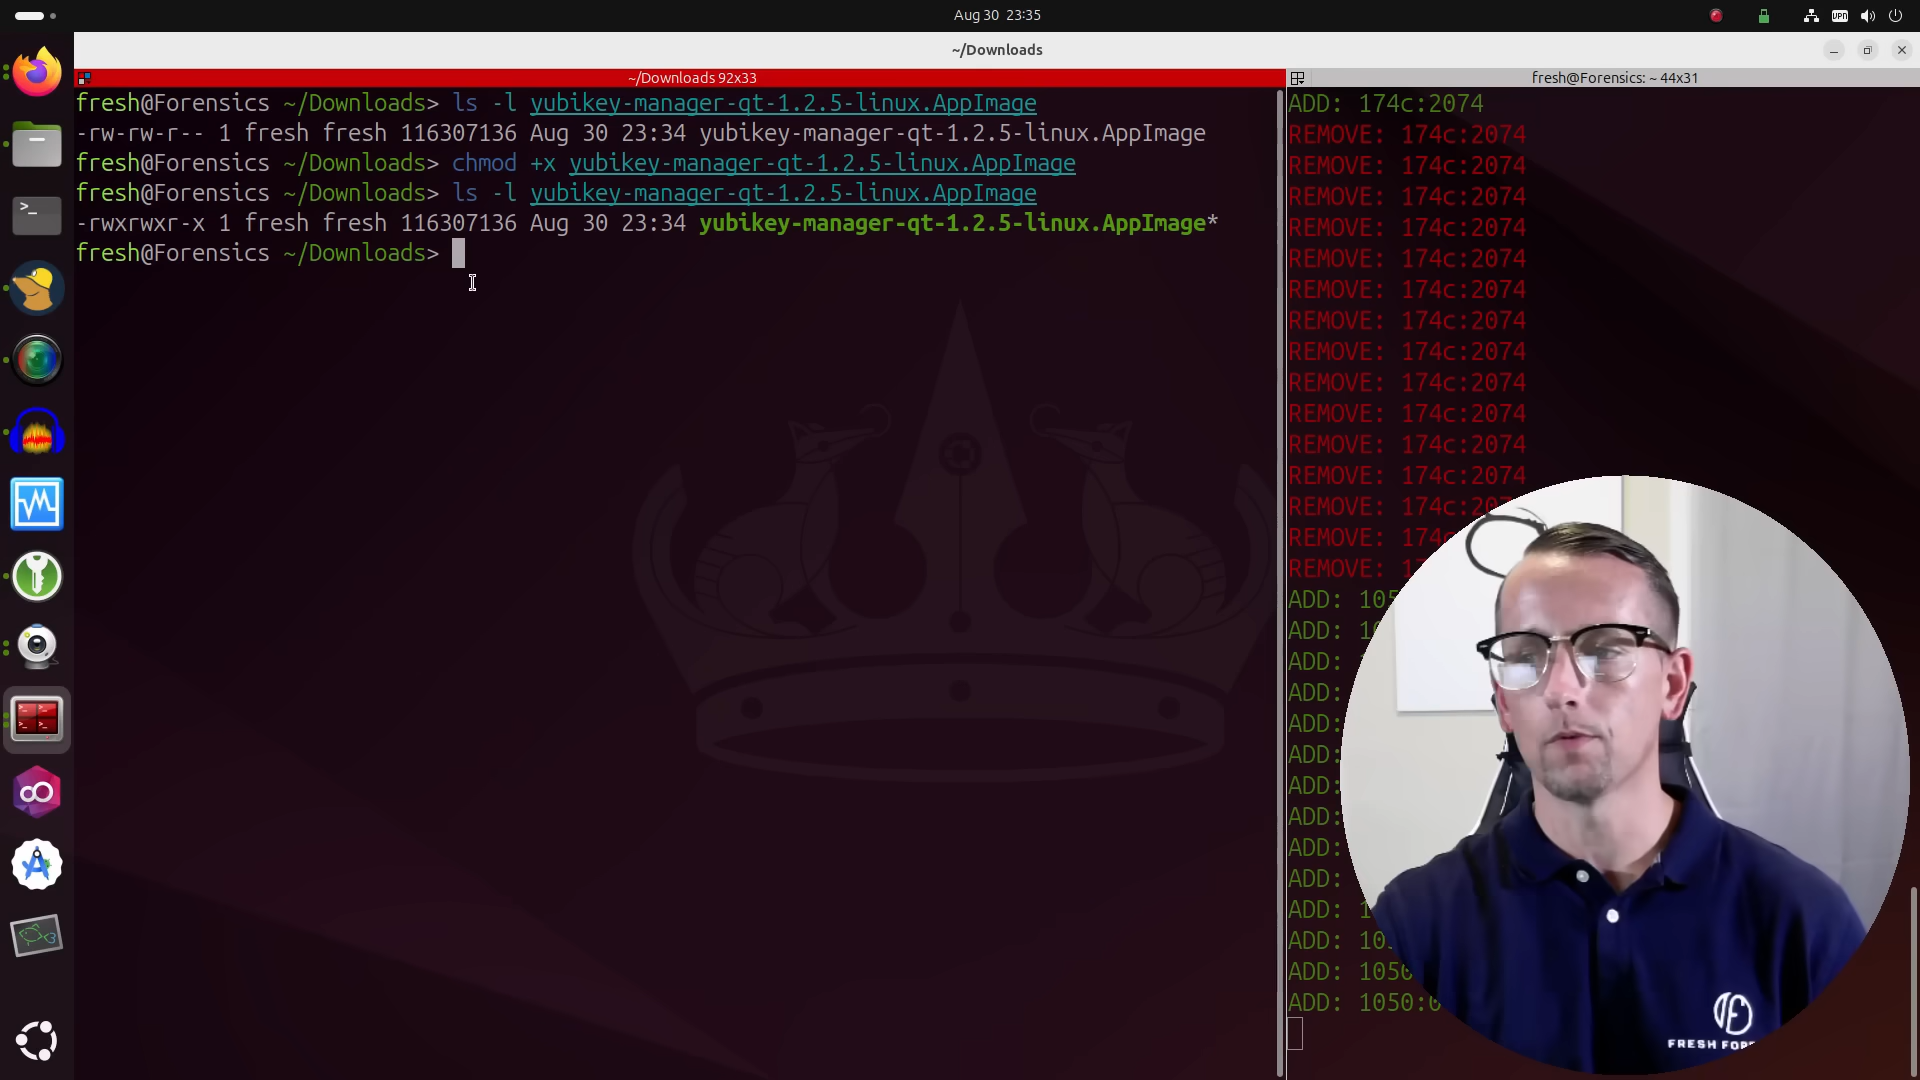 Aug 30 23:35
VPN
~/Downloads
~/Downloads 92x33
fresh@Forensics: ~ 44x31
fresh@Forensics ~/Downloads> ls -l yubikey-manager-qt-1.2.5-linux.AppImage
-rw-rw-r-- 1 fresh fresh 116307136 Aug 30 23:34 yubikey-manager-qt-1.2.5-linux.AppImage
fresh@Forensics ~/Downloads> chmod +x yubikey-manager-qt-1.2.5-linux.AppImage
fresh@Forensics ~/Downloads> ls -l yubikey-manager-qt-1.2.5-linux.AppImage
-rwxrwxr-x 1 fresh fresh 116307136 Aug 30 23:34 yubikey-manager-qt-1.2.5-linux.AppImage*
fresh@Forensics ~/Downloads>
ADD: 174c:2074
REMOVE: 174c:2074
REMOVE: 174c:2074
REMOVE: 174c:2074
REMOVE: 174c:2074
REMOVE: 174c:2074
REMOVE: 174c:2074
REMOVE: 174c:2074
REMOVE: 174c:2074
REMOVE: 174c:2074
REMOVE: 174c:2074
REMOVE: 174c:2074
REMOVE: 174c:2074
REMOVE:
REMOVE:
REMOVE:
ADD:
ADD:
ADD:
ADD:
ADD:
ADD:
ADD:
ADD:
ADD:
ADD:
ADD:
ADD:
ADD: 1050
ADD: 1050:0
FRESH